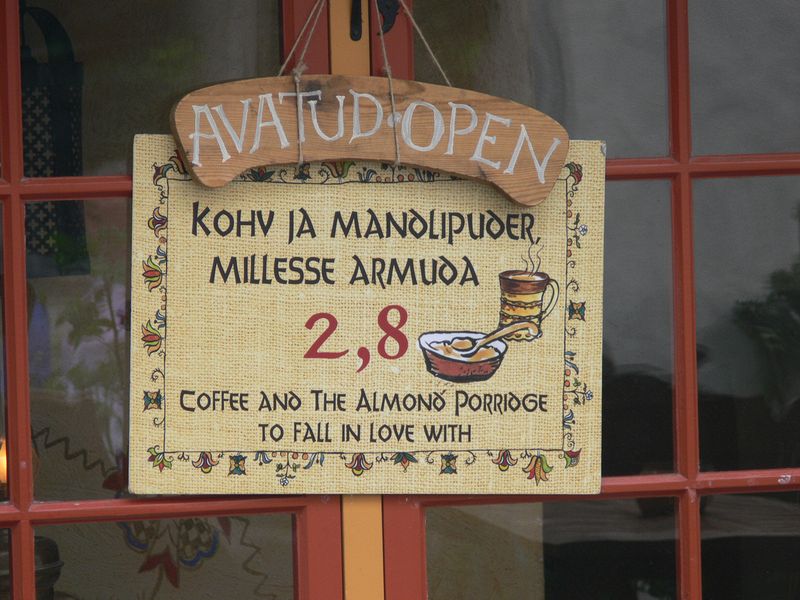 AVATUD·OPEN
KOHV JA MANDLIPUDER,
MILLESSE ARMUDA
2,8
COFFEE AND THE ALMOND PORRIDGE
TO FALL IN LOVE WITH